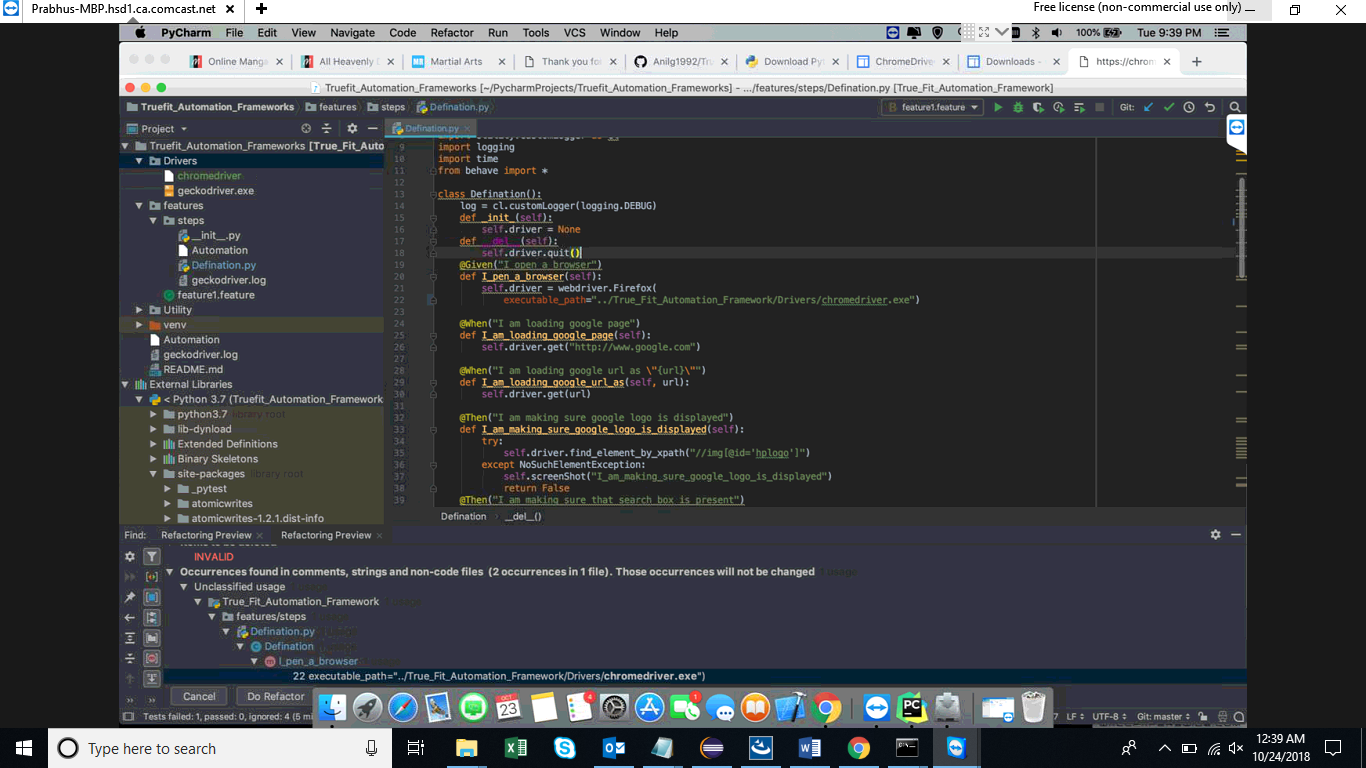 Prabhus-MBP.hsd1.ca.comcast.net
Free license (non-commercial use only)
PyCharm File Edit View Navigate Code Refactor Run Tools VCS Window Help
100% Tue 9:39 PM
Online Manga
All Heavenly
Martial Arts
Thank you fo
Anilg1992/Tru
Download Pyt
ChromeDrive
Downloads -
https://chrom
Truefit_Automation_Frameworks [~/PycharmProjects/Truefit_Automation_Frameworks] - .../features/steps/Defination.py [True_Fit_Automation_Framework]
Truefit_Automation_Frameworks features steps Defination.py
feature1.feature
Git:
Project
Defination.py
Truefit_Automation_Frameworks [True_Fit_Auto
Drivers
chromedriver
geckodriver.exe
features
steps
__init__.py
Automation
Defination.py
geckodriver.log
feature1.feature
Utility
venv
Automation
geckodriver.log
README.md
External Libraries
< Python 3.7 (Truefit_Automation_Framework
python3.7 library root
lib-dynload
Extended Definitions
Binary Skeletons
site-packages library root
_pytest
atomicwrites
atomicwrites-1.2.1.dist-info
9 import logging
10 import time
11 from behave import *
12
13 class Defination():
14 log = cl.customLogger(logging.DEBUG)
15 def _init_(self):
16 self.driver = None
17 def __del__(self):
18 self.driver.quit()
19 @Given("I open a browser")
20 def I_pen_a_browser(self):
21 self.driver = webdriver.Firefox(
22 executable_path="../True_Fit_Automation_Framework/Drivers/chromedriver.exe")
23
24 @When("I am loading google page")
25 def I_am_loading_google_page(self):
26 self.driver.get("http://www.google.com")
27
28 @When("I am loading google url as \"{url}\"")
29 def I_am_loading_google_url_as(self, url):
30 self.driver.get(url)
31
32 @Then("I am making sure google logo is displayed")
33 def I_am_making_sure_google_logo_is_displayed(self):
34 try:
35 self.driver.find_element_by_xpath("//img[@id='hplogo']")
36 except NoSuchElementException:
37 self.screenShot("I_am_making_sure_google_logo_is_displayed")
38 return False
39 @Then("I am making sure that search box is present")
Defination __del__()
Find: Refactoring Preview Refactoring Preview
INVALID
Occurrences found in comments, strings and non-code files (2 occurrences in 1 file). Those occurrences will not be changed
Unclassified usage
True_Fit_Automation_Framework
features/steps
Defination.py
Defination
I_pen_a_browser
22 executable_path="../True_Fit_Automation_Framework/Drivers/chromedriver.exe")
Cancel Do Refactor
Tests failed: 1, passed: 0, ignored: 4 (5 mi
LF UTF-8 Git: master
OCT
23
4
1
PC
Type here to search
12:39 AM
10/24/2018